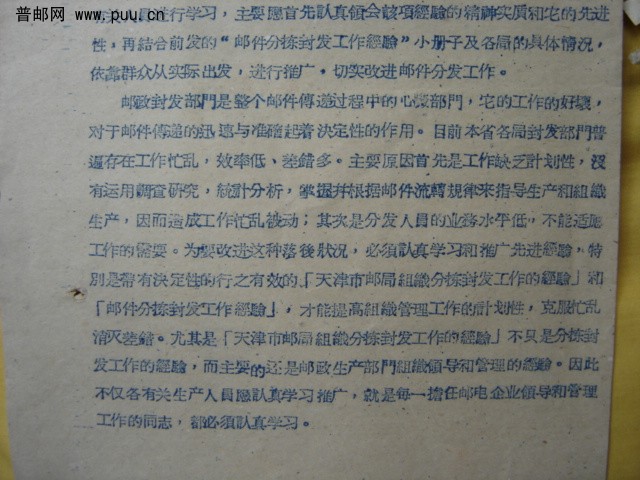 普邮网
www.puu.cn
員进行学习，主要應首先認真領会該項經驗的精神实质和它的先进
性，再結合前发的“邮件分拣封发工作經驗”小册子及各局的具体情况，
依靠群众从实际出发，进行推广，切实改进邮件分发工作。
邮政封发部門是整个邮件傳遞过程中的心臟部門，它的工作的好壞，
对于邮件傳遞的迅速与准确起着决定性的作用。目前本省各局封发部門普
遍存在工作忙乱，效率低、差錯多。主要原因首先是工作缺乏計划性，沒
有运用調查研究，統計分析，掌握并根据邮件流轉規律來指导生产和組織
生产，因而造成工作忙乱被动；其次是分发人員的业務水平低，不能适应
工作的需要。为要改进这种落後狀况，必須認真学习和推广先进經驗，特
别是带有决定性的行之有效的「天津市邮局組織分拣封发工作的經驗」和
「邮件分拣封发工作經驗」，才能提高組織管理工作的計划性，克服忙乱
消灭差錯。尤其是「天津市邮局組織分拣封发工作的經驗」不只是分拣封
发工作的經驗，而主要的还是邮政生产部門組織領导和管理的經驗。因此
不仅各有关生产人員應認真学习推广，就是每一擔任邮电企业領导和管理
工作的同志，都必須認真学习。